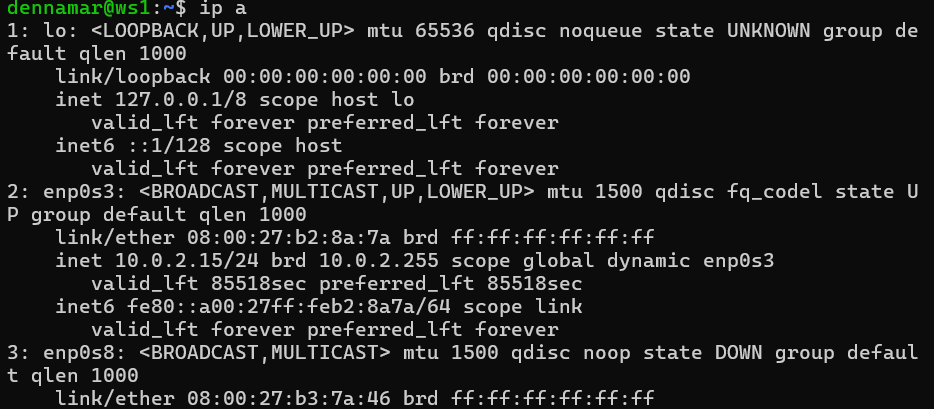 dennamar@ws1:~$ ip a
1: lo: <LOOPBACK,UP,LOWER_UP> mtu 65536 qdisc noqueue state UNKNOWN group de
fault qlen 1000
    link/loopback 00:00:00:00:00:00 brd 00:00:00:00:00:00
    inet 127.0.0.1/8 scope host lo
       valid_lft forever preferred_lft forever
    inet6 ::1/128 scope host
       valid_lft forever preferred_lft forever
2: enp0s3: <BROADCAST,MULTICAST,UP,LOWER_UP> mtu 1500 qdisc fq_codel state U
P group default qlen 1000
    link/ether 08:00:27:b2:8a:7a brd ff:ff:ff:ff:ff:ff
    inet 10.0.2.15/24 brd 10.0.2.255 scope global dynamic enp0s3
       valid_lft 85518sec preferred_lft 85518sec
    inet6 fe80::a00:27ff:feb2:8a7a/64 scope link
       valid_lft forever preferred_lft forever
3: enp0s8: <BROADCAST,MULTICAST> mtu 1500 qdisc noop state DOWN group defaul
t qlen 1000
    link/ether 08:00:27:b3:7a:46 brd ff:ff:ff:ff:ff:ff